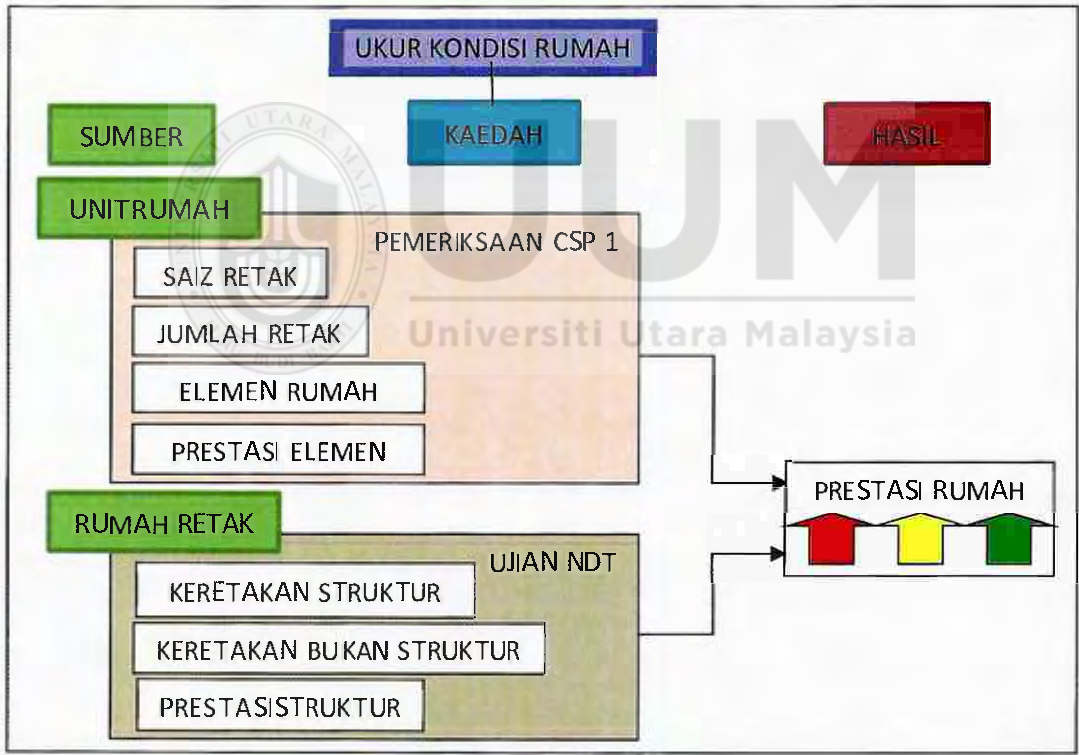 UKUR KONDISI RUMAH
SUMBER
KAEDAH
HASIL
UNITRUMAH
PEMERIKSAAN CSP 1
SAIZ RETAK
JUMLAH RETAK
ELEMEN RUMAH
PRESTASI ELEMEN
RUMAH RETAK
UJIAN NDT
KERETAKAN STRUKTUR
KERETAKAN BUKAN STRUKTUR
PRESTASISTRUKTUR
PRESTASI RUMAH
UUM
Universiti Utara Malaysia